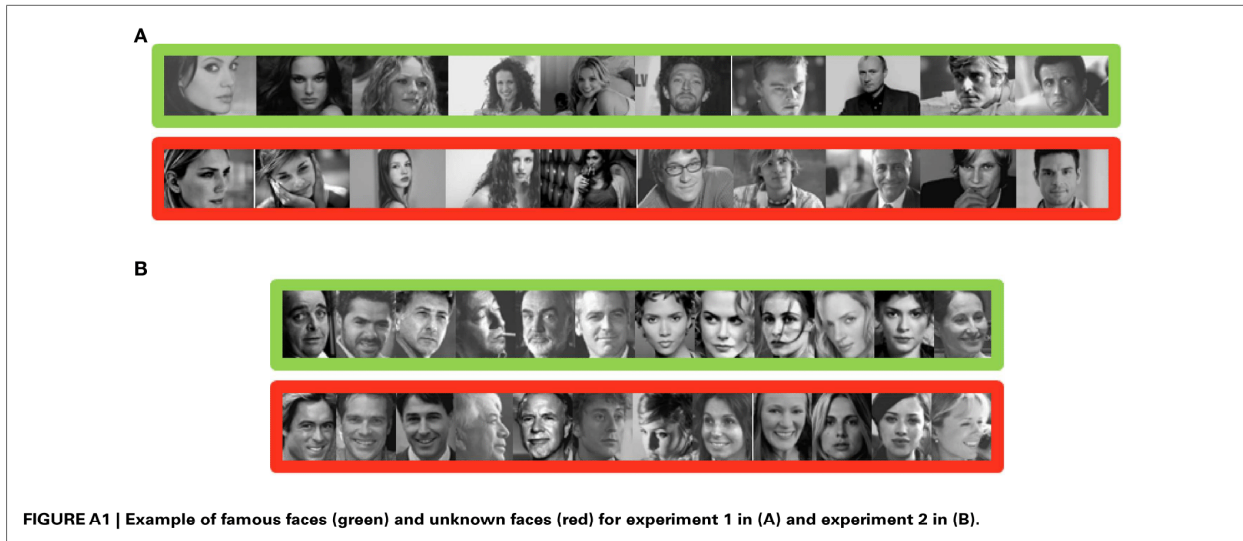 A
LV
B
FIGURE A1 | Example of famous faces (green) and unknown faces (red) for experiment 1 in (A) and experiment 2 in (B).